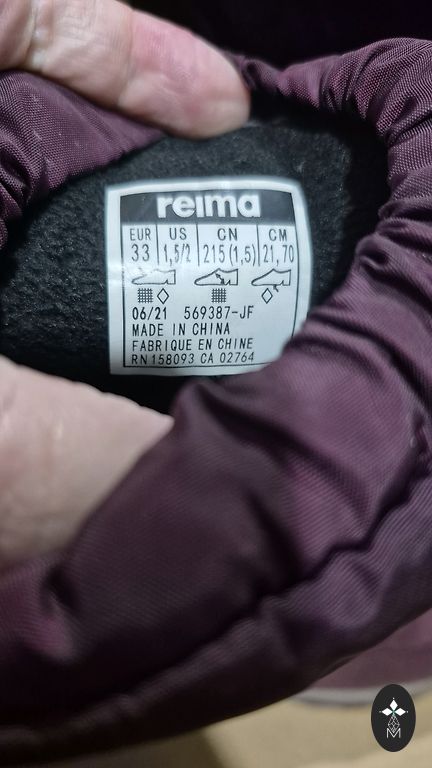 reima
EUR US CN CM
33 1,5/2 215(1,5) 21,70
06/21 569387-JF
MADE IN CHINA
FABRIQUE EN CHINE
RN 158093 CA 02764
M